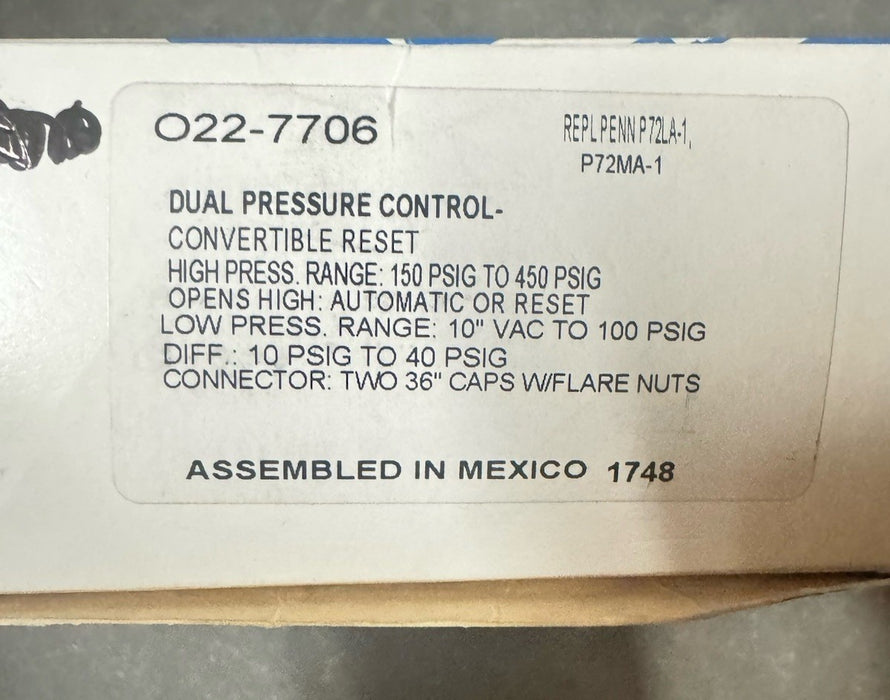 O22-7706
REPL PENN P72LA-1,
P72MA-1
DUAL PRESSURE CONTROL-
CONVERTIBLE RESET
HIGH PRESS. RANGE: 150 PSIG TO 450 PSIG
OPENS HIGH: AUTOMATIC OR RESET
LOW PRESS. RANGE: 10" VAC TO 100 PSIG
DIFF.: 10 PSIG TO 40 PSIG
CONNECTOR: TWO 36" CAPS W/FLARE NUTS
ASSEMBLED IN MEXICO 1748